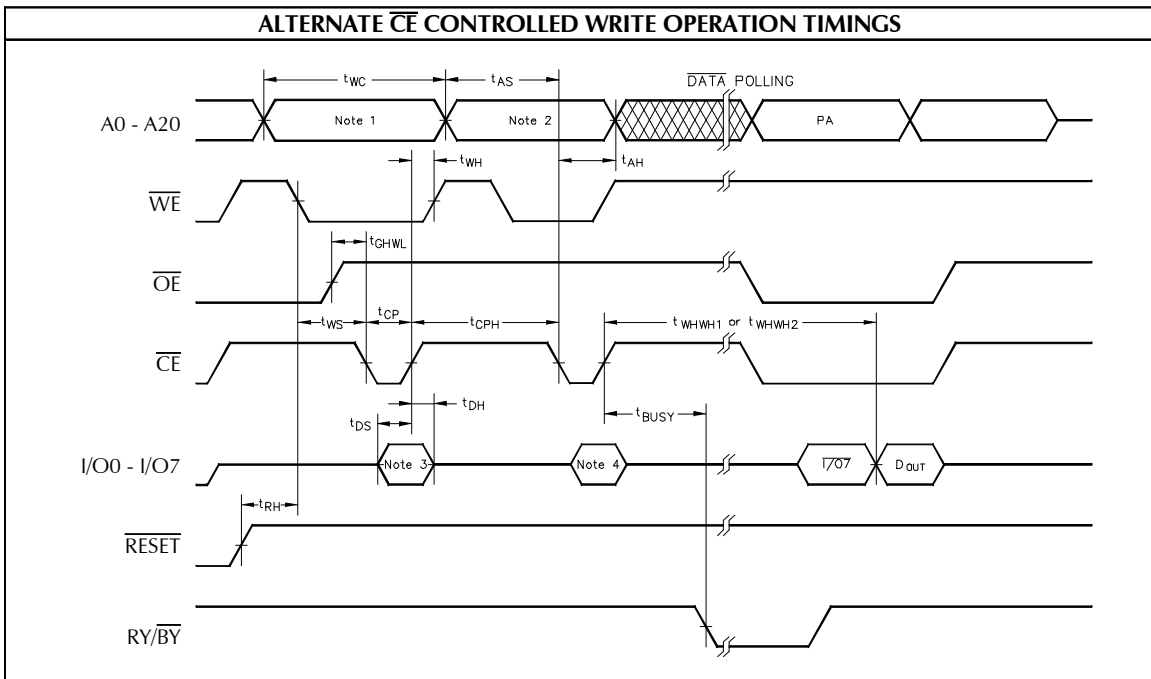 ALTERNATE CE CONTROLLED WRITE OPERATION TIMINGS
tWC
tAS
DATA POLLING
A0 - A20
Note 1
Note 2
PA
tWH
tAH
WE
tGHWL
OE
tWS
tCP
tCPH
tWHWH1 or tWHWH2
CE
tDH
tBUSY
tDS
I/O0 - I/O7
Note 3
Note 4
I/O7
DOUT
tRH
RESET
RY/BY